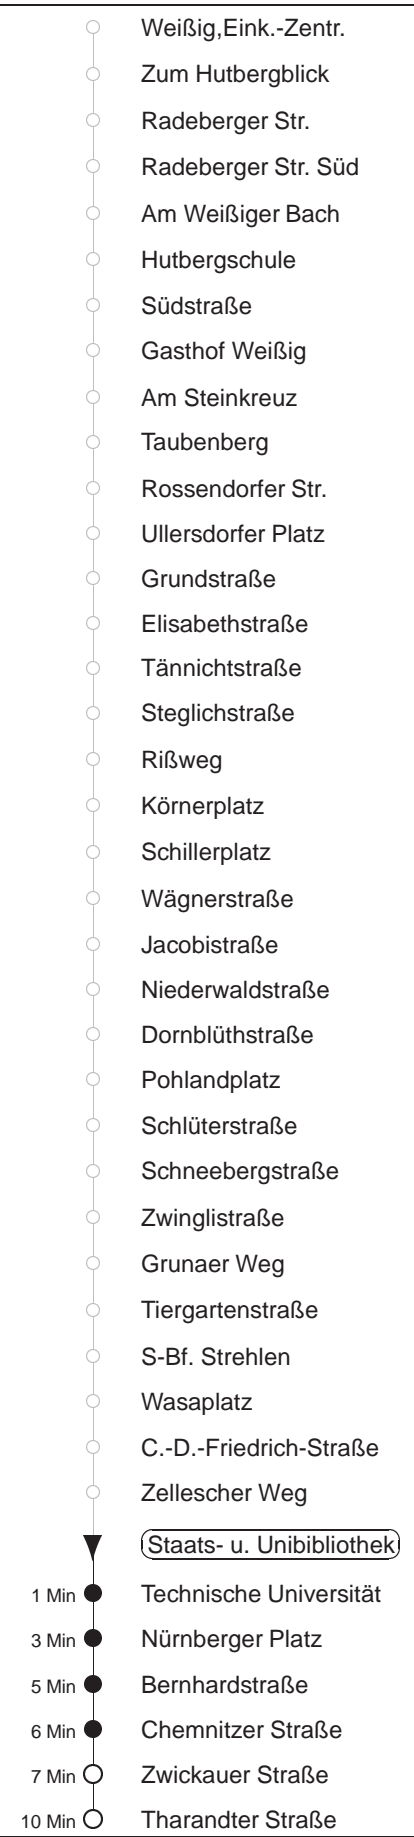 Weißig,Eink.-Zentr.
Zum Hutbergblick
Radeberger Str.
Radeberger Str. Süd
Am Weißiger Bach
Hutbergschule
Südstraße
Gasthof Weißig
Am Steinkreuz
Taubenberg
Rossendorfer Str.
Ullersdorfer Platz
Grundstraße
Elisabethstraße
Tännichtstraße
Steglichstraße
Rißweg
Körnerplatz
Schillerplatz
Wägnerstraße
Jacobistraße
Niederwaldstraße
Dornblüthstraße
Pohlandplatz
Schlüterstraße
Schneebergstraße
Zwinglistraße
Grunaer Weg
Tiergartenstraße
S-Bf. Strehlen
Wasaplatz
C.-D.-Friedrich-Straße
Zellescher Weg
Staats- u. Unibibliothek
1 Min Technische Universität
3 Min Nürnberger Platz
5 Min Bernhardstraße
6 Min Chemnitzer Straße
7 Min Zwickauer Straße
10 Min Tharandter Straße